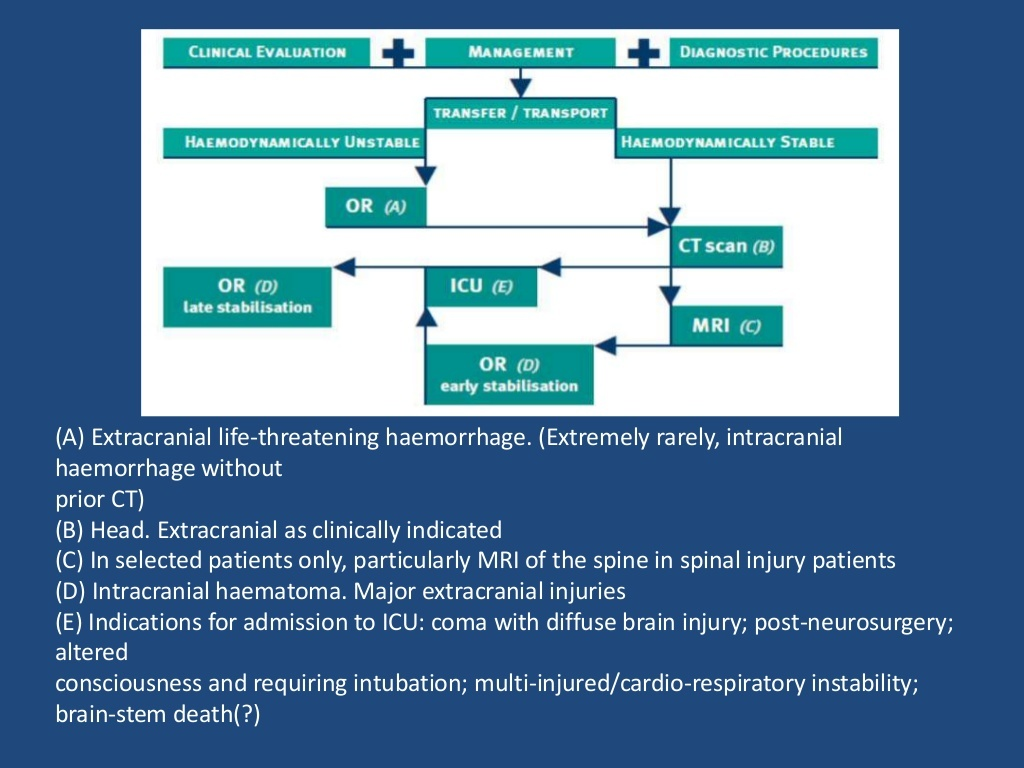 CLINICAL EVALUATION + MANAGEMENT + DIAGNOSTIC PROCEDURES
TRANSFER / TRANSPORT
HAEMODYNAMICALLY UNSTABLE HAEMODYNAMICALLY STABLE
OR (A)
CT scan (B)
OR (D)
late stabilisation
ICU (E)
MRI (C)
OR (D)
early stabilisation
(A) Extracranial life-threatening haemorrhage. (Extremely rarely, intracranial
haemorrhage without
prior CT)
(B) Head. Extracranial as clinically indicated
(C) In selected patients only, particularly MRI of the spine in spinal injury patients
(D) Intracranial haematoma. Major extracranial injuries
(E) Indications for admission to ICU: coma with diffuse brain injury; post-neurosurgery;
altered
consciousness and requiring intubation; multi-injured/cardio-respiratory instability;
brain-stem death(?)